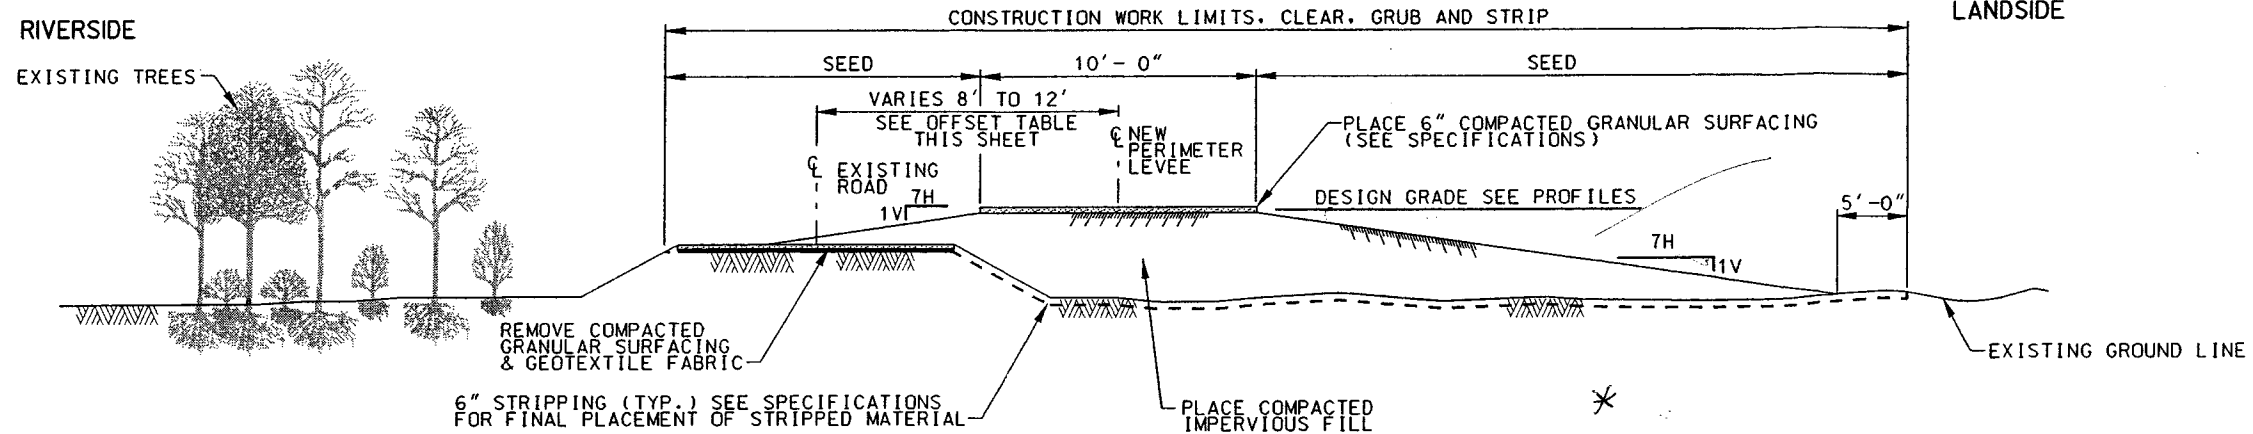 CONSTRUCTION WORK LIMITS. CLEAR. GRUB AND STRIP
LANDSIDE
RIVERSIDE
EXISTING TREES
SEED
10'- 0"
SEED
VARIES 8' TO 12'
SEE OFFSET TABLE
THIS SHEET
℄ NEW
PERIMETER
LEVEE
PLACE 6" COMPACTED GRANULAR SURFACING
(SEE SPECIFICATIONS)
℄ EXISTING
ROAD
7H
1V
DESIGN GRADE SEE PROFILES
5'-0"
7H
1V
REMOVE COMPACTED
GRANULAR SURFACING
& GEOTEXTILE FABRIC
EXISTING GROUND LINE
6" STRIPPING (TYP.) SEE SPECIFICATIONS
FOR FINAL PLACEMENT OF STRIPPED MATERIAL
PLACE COMPACTED
IMPERVIOUS FILL